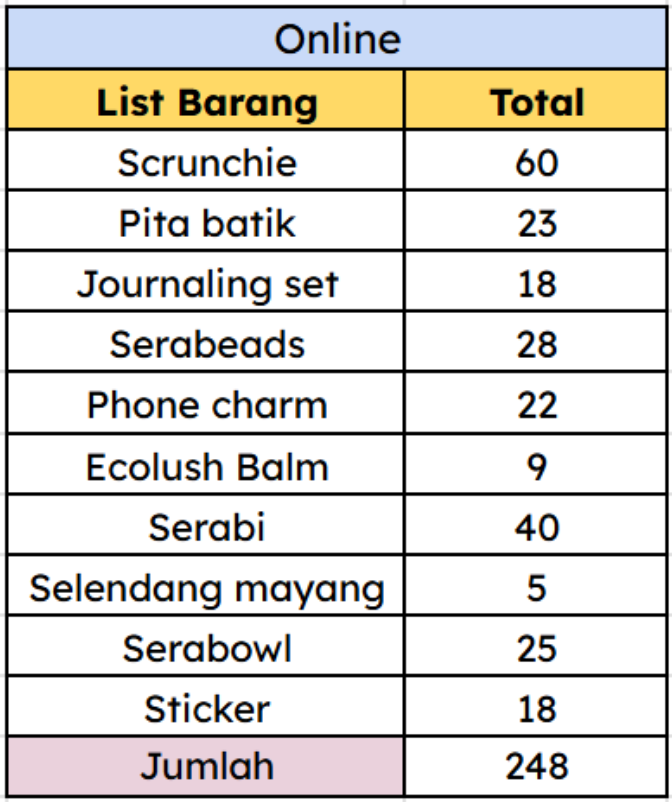 Online
List Barang Total
Scrunchie 60
Pita batik 23
Journaling set 18
Serabeads 28
Phone charm 22
Ecolush Balm 9
Serabi 40
Selendang mayang 5
Serabowl 25
Sticker 18
Jumlah 248